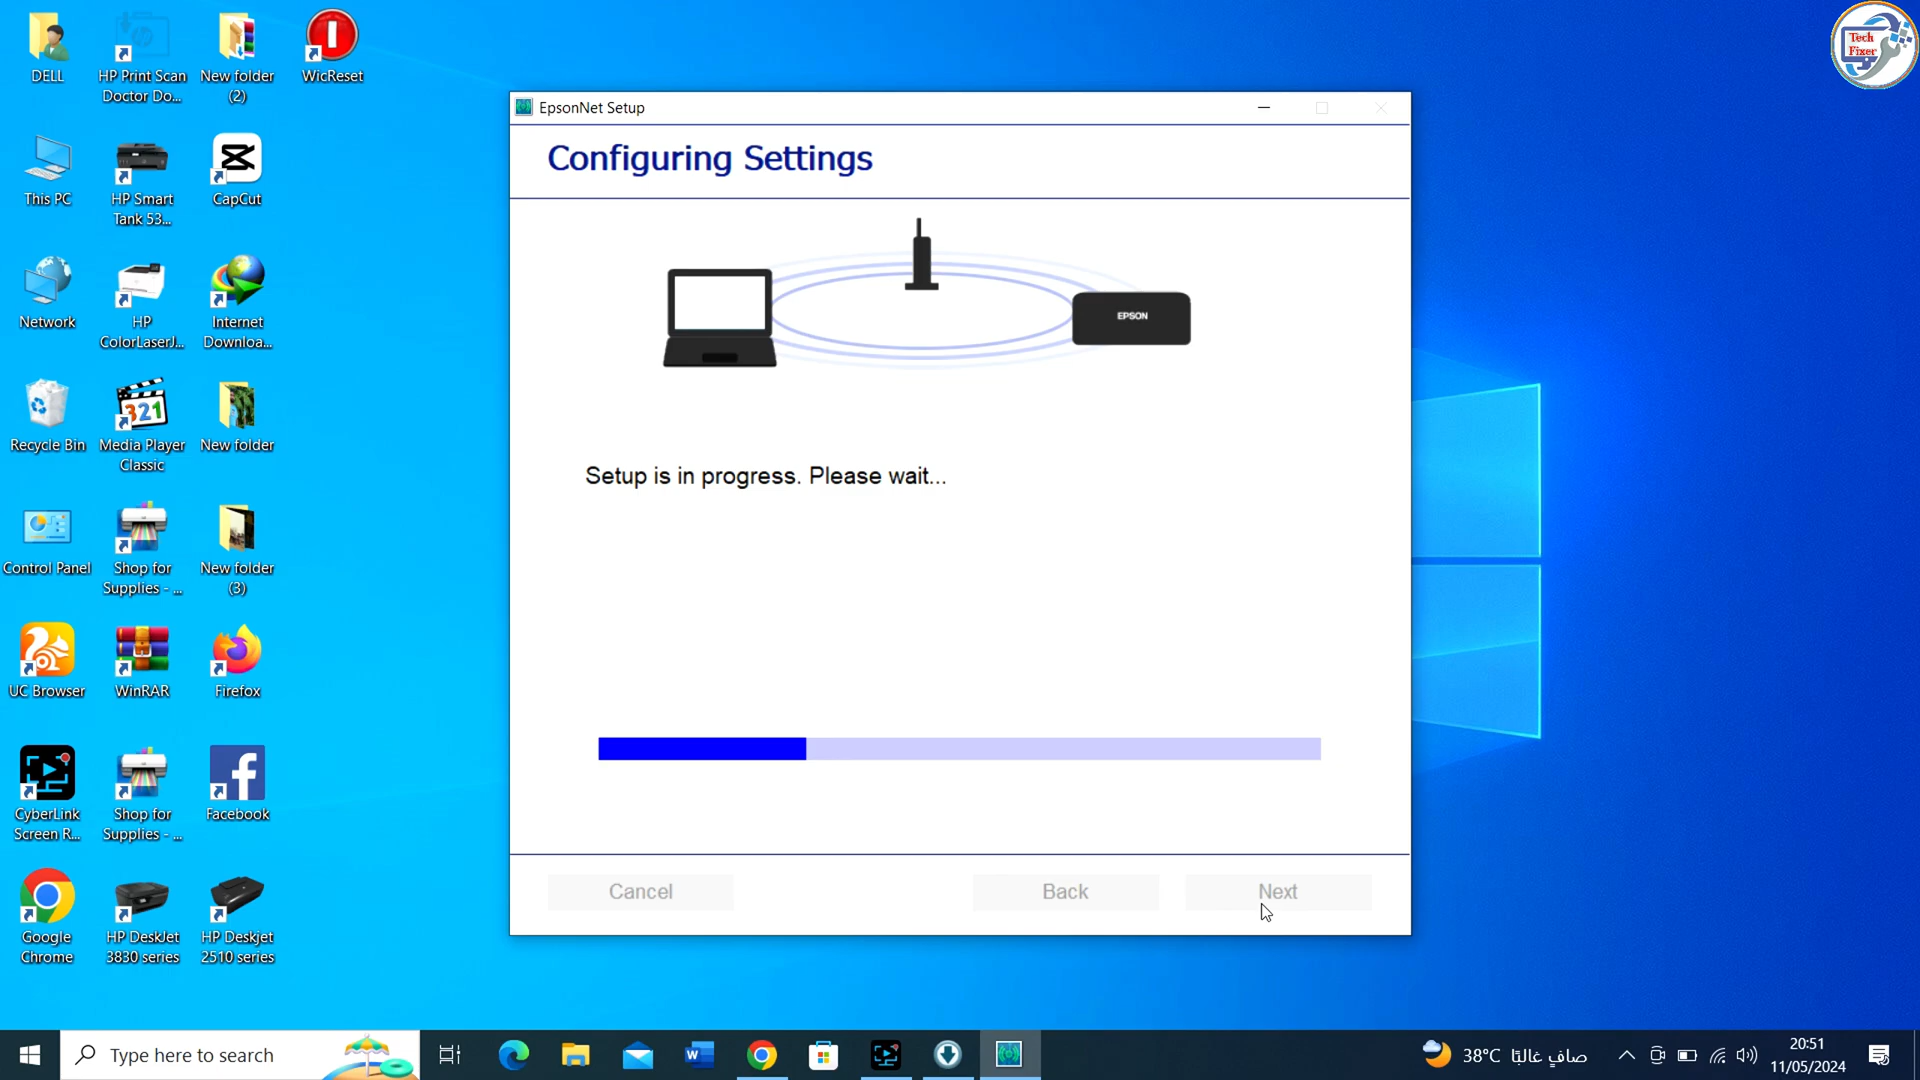 DELL
HP Print Scan
Doctor Do...
New folder
(2)
WicReset
Tech
Fixer
This PC
HP Smart
Tank 53...
CapCut
Network
HP
ColorLaserJ...
Internet
Downloa...
Recycle Bin
Media Player
Classic
321
New folder
Control Panel
Shop for
Supplies - ...
New folder
(3)
UC Browser
WinRAR
Firefox
CyberLink
Screen R...
Shop for
Supplies - ...
Facebook
Google
Chrome
HP DeskJet
3830 series
HP Deskjet
2510 series
EpsonNet Setup
Configuring Settings
EPSON
Setup is in progress. Please wait...
Cancel
Back
Next
Type here to search
38°C صافٍ غالبًا
20:51
11/05/2024